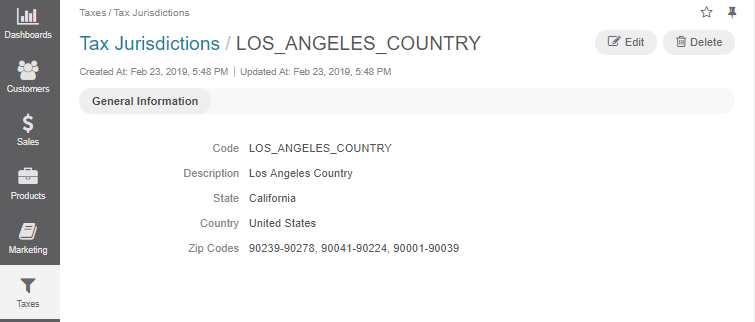 Dashboards
Customers
Sales
Products
Marketing
Taxes
Taxes / Tax Jurisdictions
Tax Jurisdictions / LOS_ANGELES_COUNTRY
Edit
Delete
Created At: Feb 23, 2019, 5:48 PM | Updated At: Feb 23, 2019, 5:48 PM
General Information
Code LOS_ANGELES_COUNTRY
Description Los Angeles Country
State California
Country United States
Zip Codes 90239-90278, 90041-90224, 90001-90039